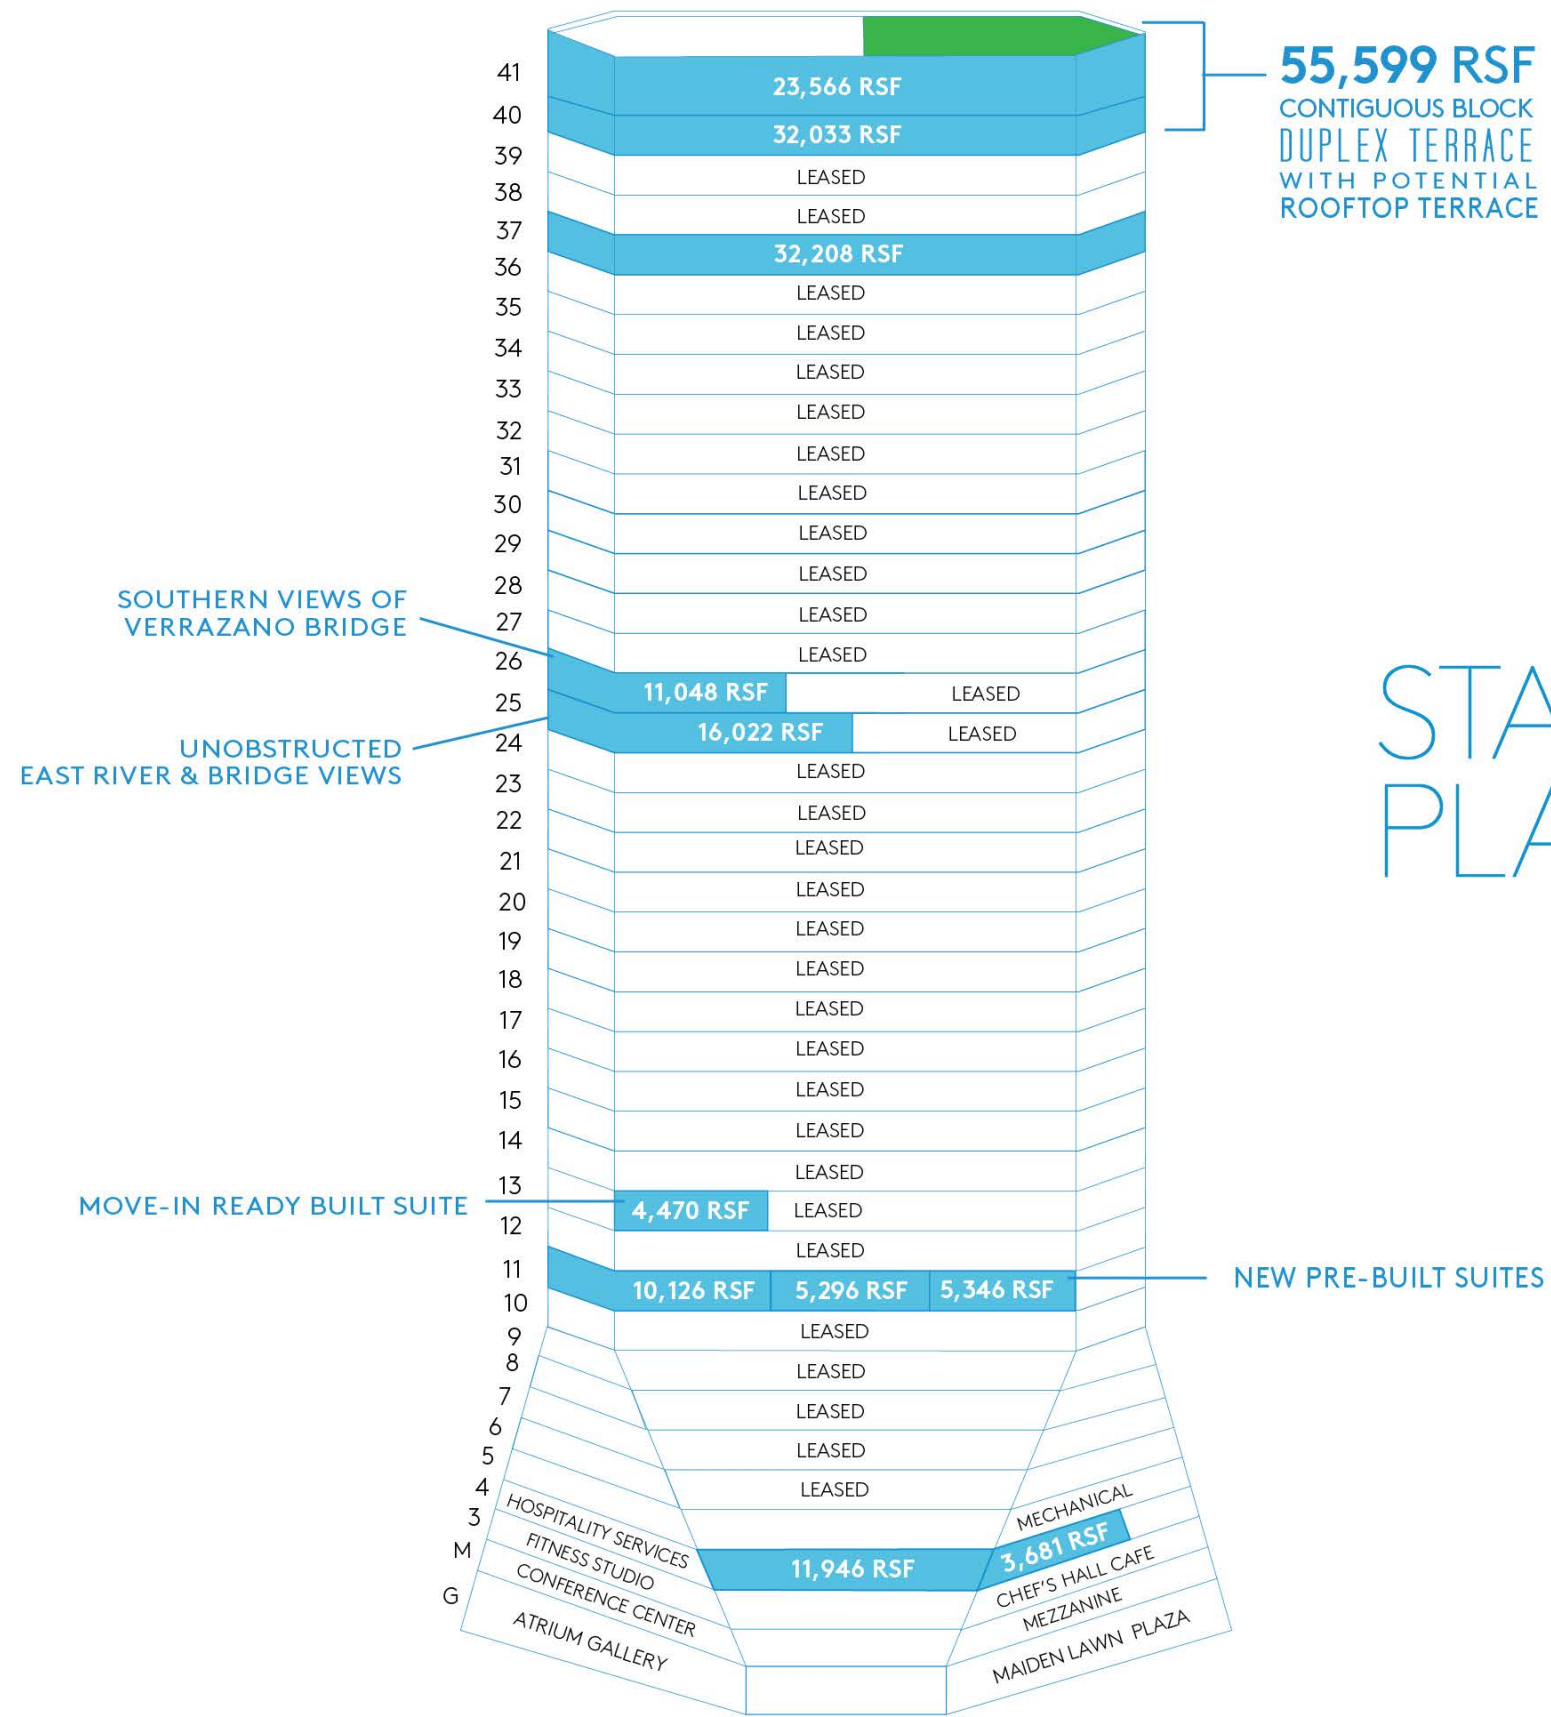 41
23,566 RSF
55,599 RSF
CONTIGUOUS BLOCK
DUPLEX TERRACE
WITH POTENTIAL
ROOFTOP TERRACE
40
32,033 RSF
39
LEASED
38
LEASED
37
32,208 RSF
36
LEASED
35
LEASED
34
LEASED
33
LEASED
32
LEASED
31
LEASED
30
LEASED
29
LEASED
28
LEASED
27
LEASED
SOUTHERN VIEWS OF
VERRAZANO BRIDGE
26
11,048 RSF LEASED
25
16,022 RSF LEASED
UNOBSTRUCTED
EAST RIVER & BRIDGE VIEWS
24
LEASED
23
LEASED
22
LEASED
21
LEASED
20
LEASED
19
LEASED
18
LEASED
17
LEASED
16
LEASED
15
LEASED
14
LEASED
13
MOVE-IN READY BUILT SUITE
4,470 RSF LEASED
12
LEASED
11
10,126 RSF 5,296 RSF 5,346 RSF
NEW PRE-BUILT SUITES
10
LEASED
9
LEASED
8
LEASED
7
LEASED
6
LEASED
5
4
HOSPITALITY SERVICES
MECHANICAL
3
FITNESS STUDIO
11,946 RSF
3,681 RSF
M
CONFERENCE CENTER
CHEF'S HALL CAFE
MEZZANINE
G
ATRIUM GALLERY
MAIDEN LAWN PLAZA
STA
PLA